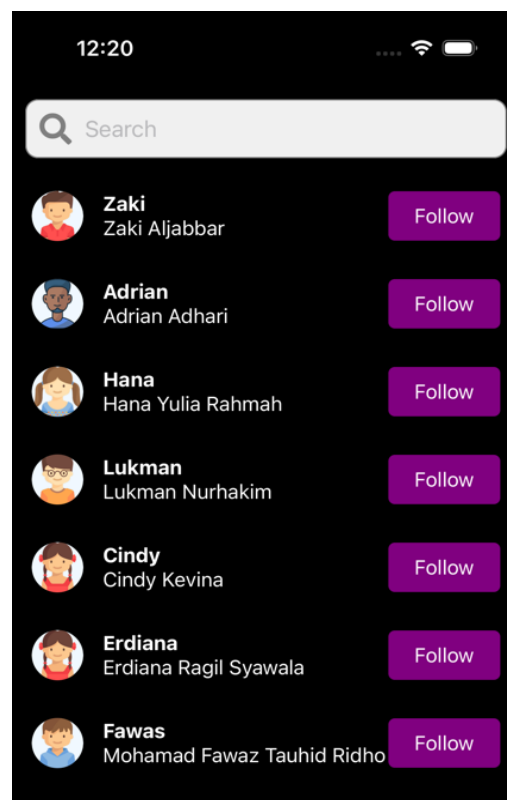 12:20
Search
Zaki
Zaki Aljabbar
Follow
Adrian
Adrian Adhari
Follow
Hana
Hana Yulia Rahmah
Follow
Lukman
Lukman Nurhakim
Follow
Cindy
Cindy Kevina
Follow
Erdiana
Erdiana Ragil Syawala
Follow
Fawas
Mohamad Fawaz Tauhid Ridho
Follow